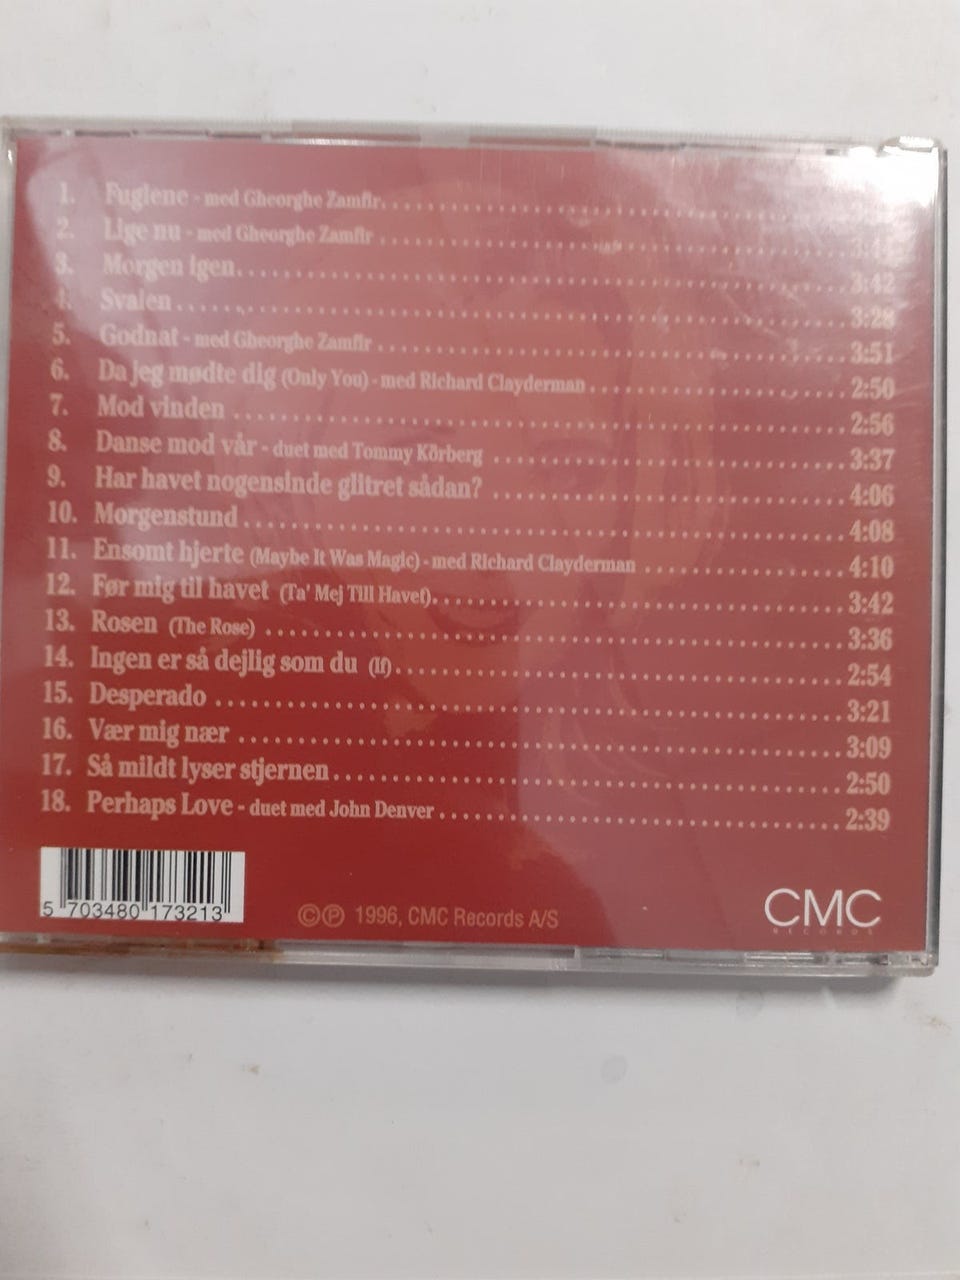 1. Fuglene - med Gheorghe Zamfir
2. Lige nu - med Gheorghe Zamfir
3. Morgen igen 3:42
4. Svalen 3:28
5. Godnat - med Gheorghe Zamfir 3:51
6. Da jeg mødte dig (Only You) - med Richard Clayderman 2:50
7. Mod vinden 2:56
8. Danse mod vår - duet med Tommy Körberg 3:37
9. Har havet nogensinde glitret sådan? 4:06
10. Morgenstund 4:08
11. Ensomt hjerte (Maybe It Was Magic) - med Richard Clayderman 4:10
12. Før mig til havet (Ta' Mej Till Havet) 3:42
13. Rosen (The Rose) 3:36
14. Ingen er så dejlig som du (If) 2:54
15. Desperado 3:21
16. Vær mig nær 3:09
17. Så mildt lyser stjernen 2:50
18. Perhaps Love - duet med John Denver 2:39
5 703480 173213
©℗ 1996, CMC Records A/S
CMC
RECORDS